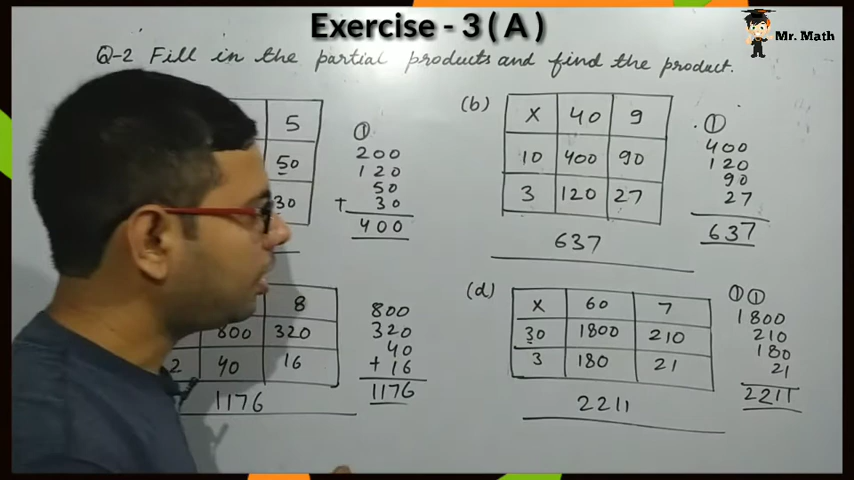 Exercise - 3 ( A )
Mr. Math
Q-2 Fill in the partial products and find the product.
5
50
30
①
200
120
50
+ 30
400
(b)
X 40 9
10 400 90
3 120 27
637
①
400
120
90
27
637
8
800 320
2 40 16
1176
800
320
40
+ 16
1176
(d)
X 60 7
30 1800 210
3 180 21
2211
① ①
1800
210
180
21
2211